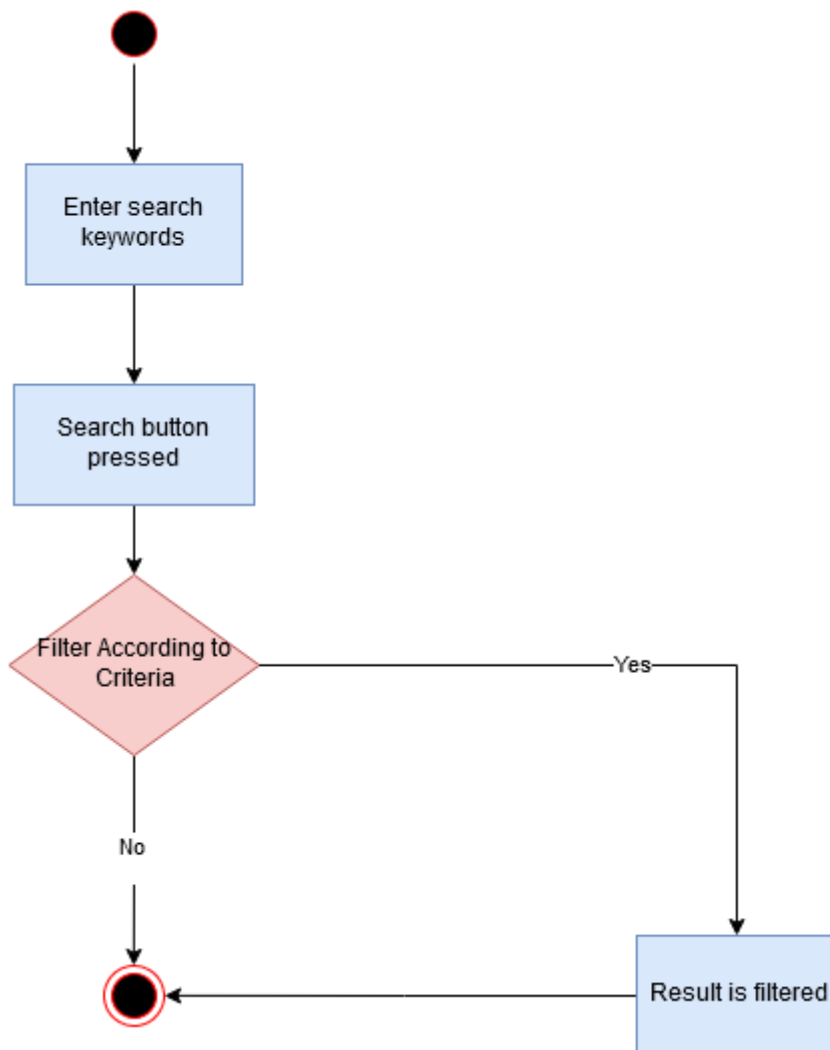 Enter search
keywords
Search button
pressed
Filter According to
Criteria
Yes
No
Result is filtered